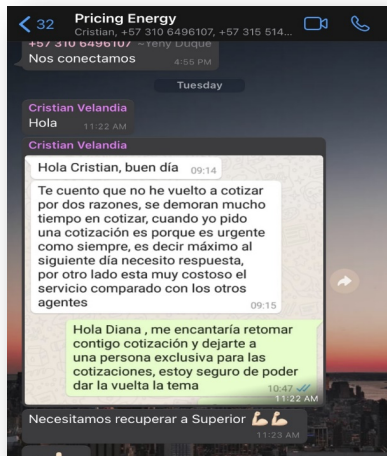 32
Pricing Energy
Cristian, +57 310 6496107, +57 315 514...
+57 310 6496107 ~Yeny Duque
Nos conectamos 4:55 PM
Tuesday
Cristian Velandia
Hola 11:22 AM
Cristian Velandia
Hola Cristian, buen día 09:14
Te cuento que no he vuelto a cotizar
por dos razones, se demoran mucho
tiempo en cotizar, cuando yo pido
una cotización es porque es urgente
como siempre, es decir máximo al
siguiente día necesito respuesta,
por otro lado esta muy costoso el
servicio comparado con los otros
agentes 09:15
Hola Diana , me encantaría retomar
contigo cotización y dejarte a
una persona exclusiva para las
cotizaciones, estoy seguro de poder
dar la vuelta la tema 10:47
11:22 AM
Necesitamos recuperar a Superior 💪🏻💪🏻
11:23 AM